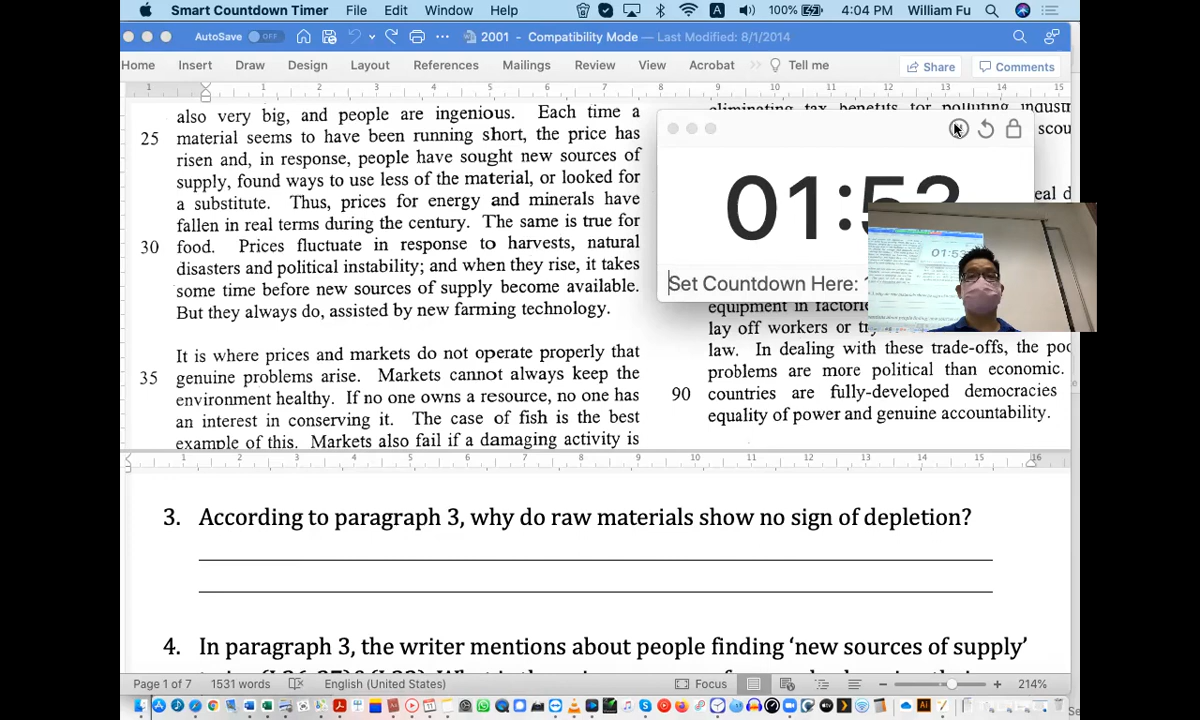 Smart Countdown Timer File Edit Window Help 100% 4:04 PM William Fu
AutoSave OFF 2001 - Compatibility Mode — Last Modified: 8/1/2014
Home Insert Draw Design Layout References Mailings Review View Acrobat Tell me Share Comments
also very big, and people are ingenious. Each time a
25 material seems to have been running short, the price has
risen and, in response, people have sought new sources of
supply, found ways to use less of the material, or looked for
a substitute. Thus, prices for energy and minerals have
fallen in real terms during the century. The same is true for
30 food. Prices fluctuate in response to harvests, natural
disasters and political instability; and when they rise, it takes
some time before new sources of supply become available.
But they always do, assisted by new farming technology.
It is where prices and markets do not operate properly that
35 genuine problems arise. Markets cannot always keep the
environment healthy. If no one owns a resource, no one has
an interest in conserving it. The case of fish is the best
example of this. Markets also fail if a damaging activity is
eliminating tax benefits for polluting
01:53
Set Countdown Here:
01:53
equipment in
lay off workers or
law. In dealing with these trade-offs, the
problems are more political than economic.
90 countries are fully-developed democracies
equality of power and genuine accountability.
3. According to paragraph 3, why do raw materials show no sign of depletion?
4. In paragraph 3, the writer mentions about people finding ‘new sources of supply’
Page 1 of 7 1531 words English (United States) Focus 214%